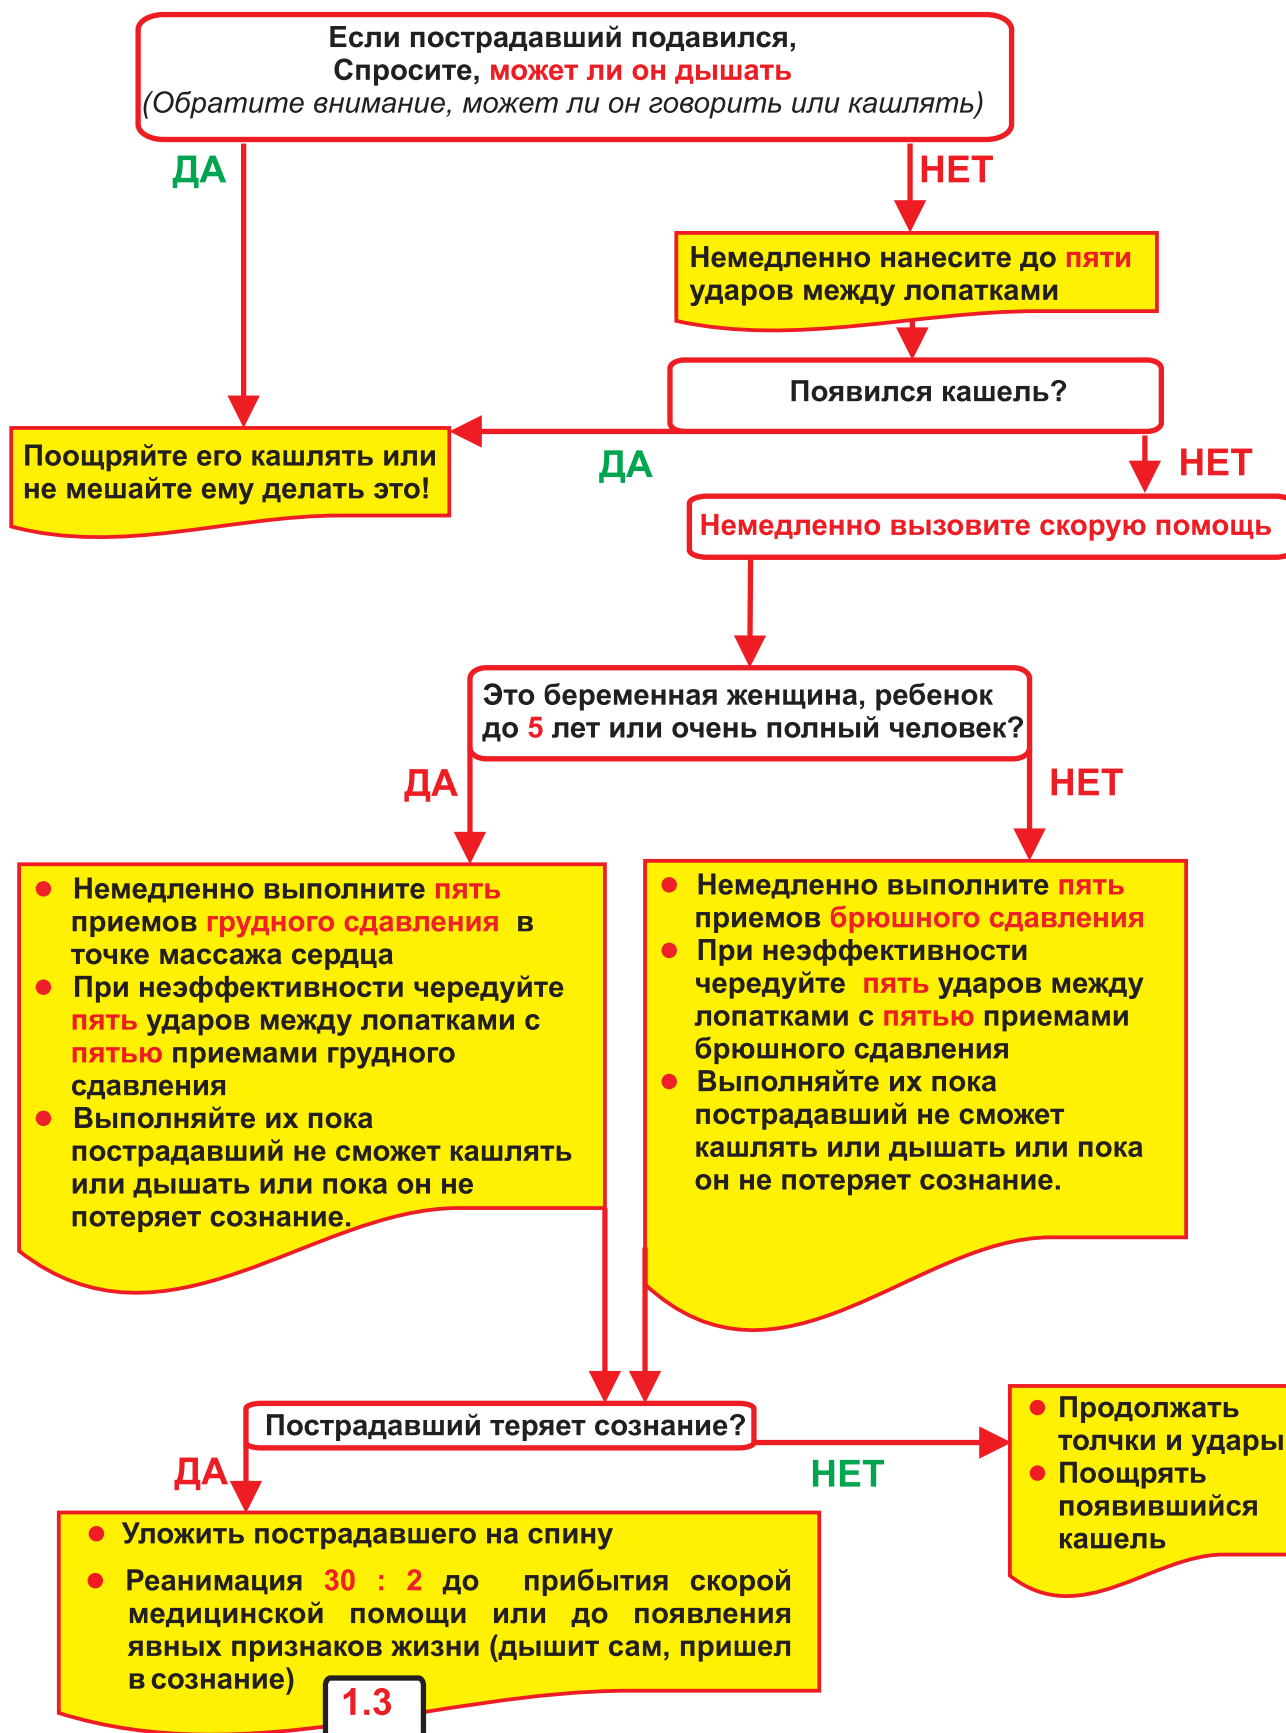 Если пострадавший подавился,
Спросите, может ли он дышать
(Обратите внимание, может ли он говорить или кашлять)
ДА
НЕТ
Немедленно нанесите до пяти
ударов между лопатками
Появился кашель?
ДА
НЕТ
Поощряйте его кашлять или
не мешайте ему делать это!
Немедленно вызовите скорую помощь
Это беременная женщина, ребенок
до 5 лет или очень полный человек?
ДА
НЕТ
● Немедленно выполните пять
приемов грудного сдавления в
точке массажа сердца
● При неэффективности чередуйте
пять ударов между лопатками с
пятью приемами грудного
сдавления
● Выполняйте их пока
пострадавший не сможет кашлять
или дышать или пока он не
потеряет сознание.
● Немедленно выполните пять
приемов брюшного сдавления
● При неэффективности
чередуйте пять ударов между
лопатками с пятью приемами
брюшного сдавления
● Выполняйте их пока
пострадавший не сможет
кашлять или дышать или пока
он не потеряет сознание.
Пострадавший теряет сознание?
ДА
НЕТ
● Продолжать
толчки и удары
● Поощрять
появившийся
кашель
● Уложить пострадавшего на спину
● Реанимация 30 : 2 до прибытия скорой
медицинской помощи или до появления
явных признаков жизни (дышит сам, пришел
в сознание)
1.3